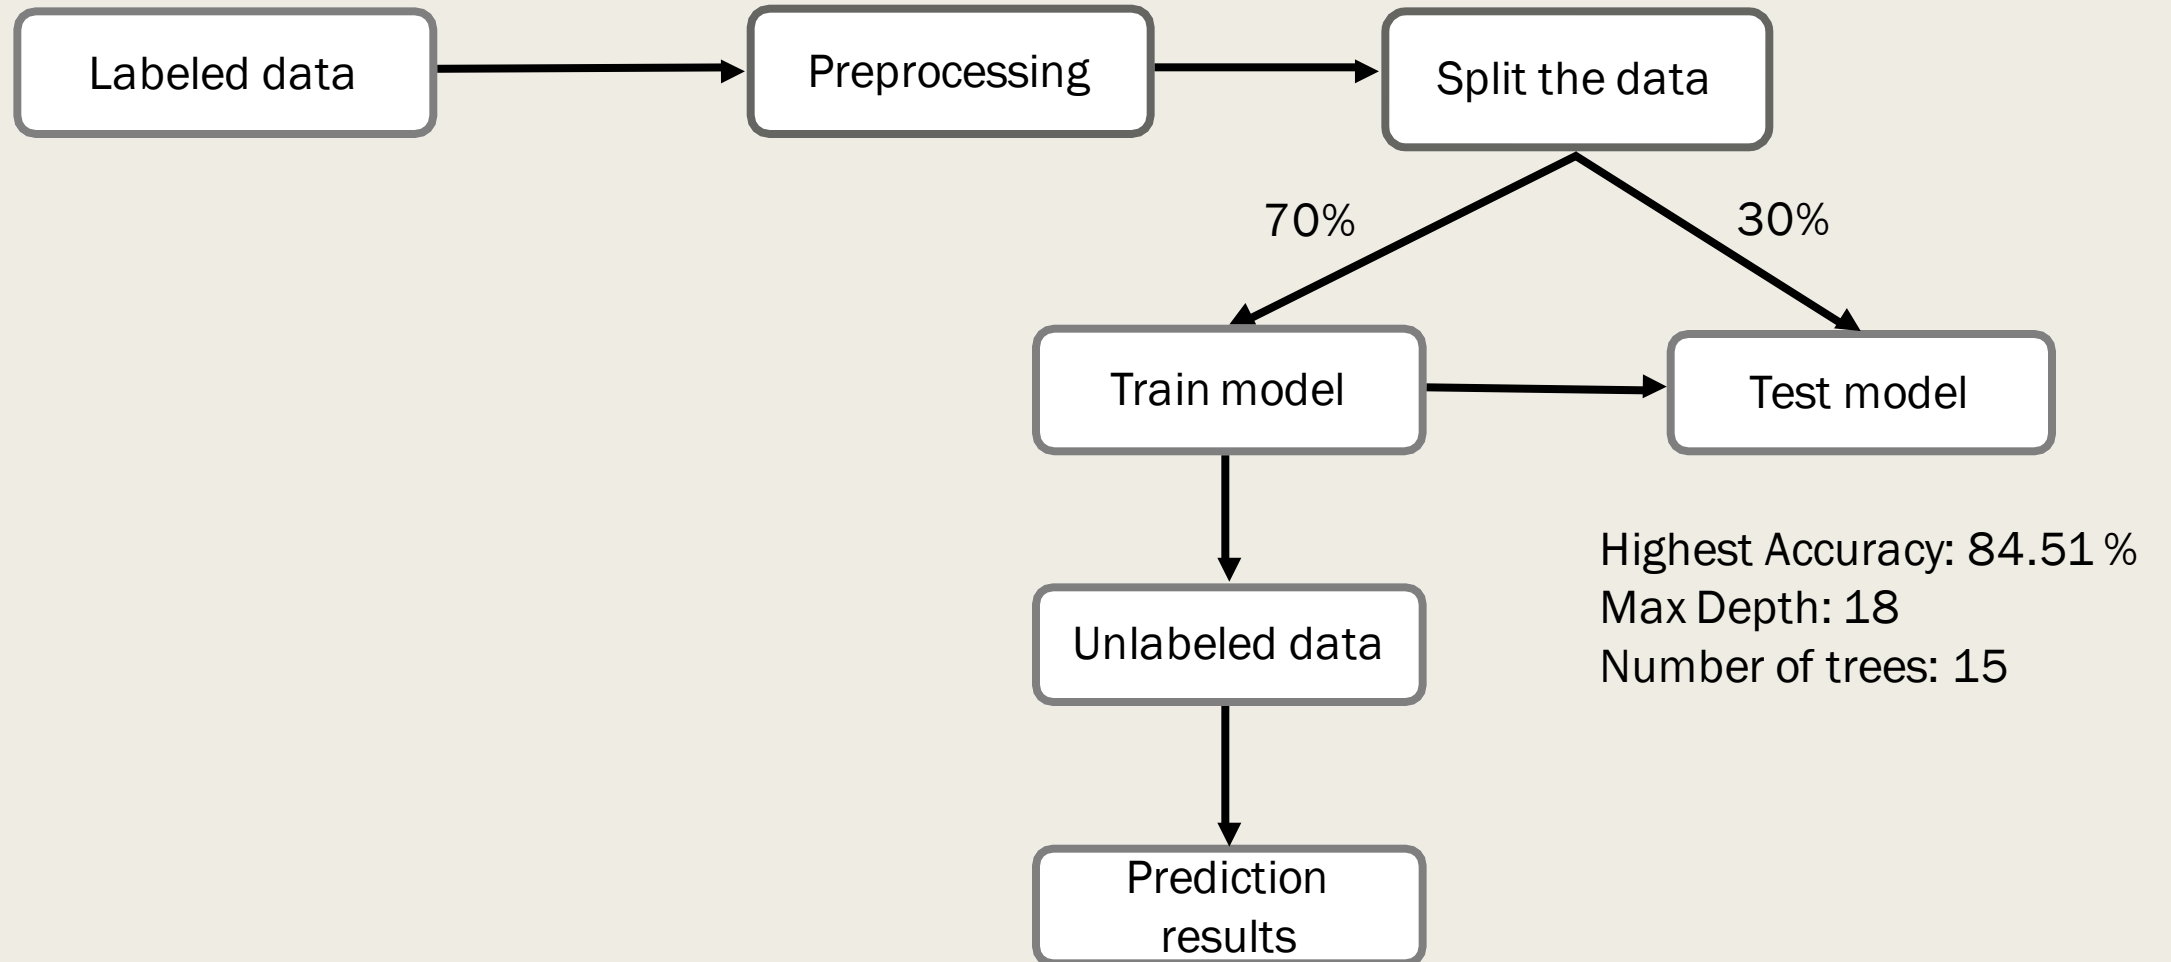 Labeled data
Preprocessing
Split the data
70%
30%
Train model
Test model
Highest Accuracy: 84.51 %
Max Depth: 18
Number of trees: 15
Unlabeled data
Prediction
results